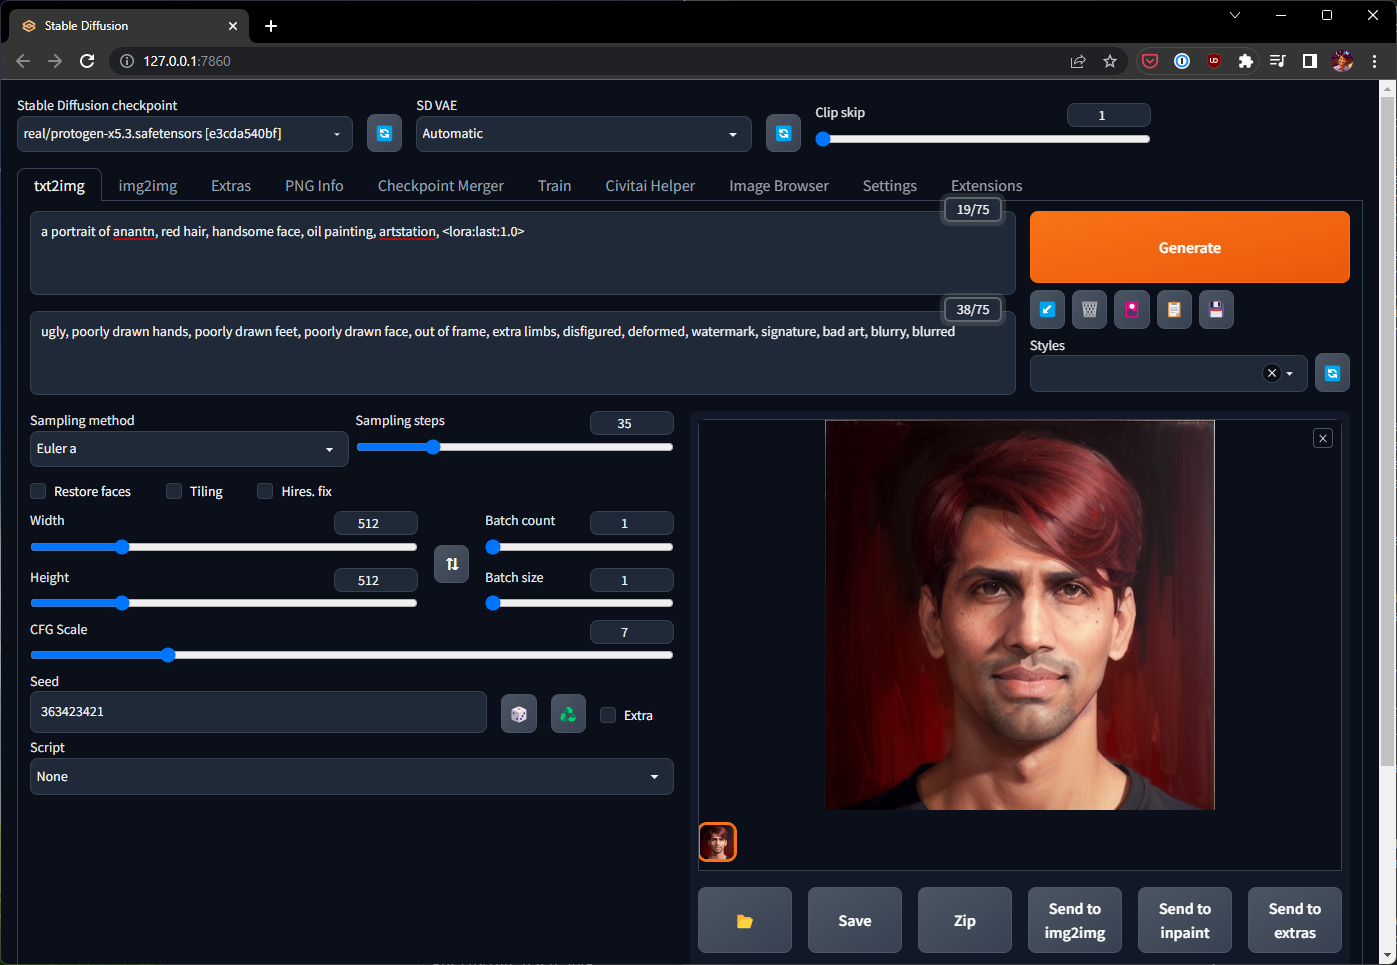 Stable Diffusion
127.0.0.1:7860
Stable Diffusion checkpoint
real/protogen-x5.3.safetensors [e3cda540bf]
SD VAE
Automatic
Clip skip
1
txt2img
img2img
Extras
PNG Info
Checkpoint Merger
Train
Civitai Helper
Image Browser
Settings
Extensions
19/75
a portrait of anantn, red hair, handsome face, oil painting, artstation, <lora:last:1.0>
Generate
38/75
ugly, poorly drawn hands, poorly drawn feet, poorly drawn face, out of frame, extra limbs, disfigured, deformed, watermark, signature, bad art, blurry, blurred
Styles
Sampling method
Euler a
Sampling steps
35
Restore faces
Tiling
Hires. fix
Width
512
Batch count
1
Height
512
Batch size
1
CFG Scale
7
Seed
363423421
Extra
Script
None
Save
Zip
Send to
img2img
Send to
inpaint
Send to
extras